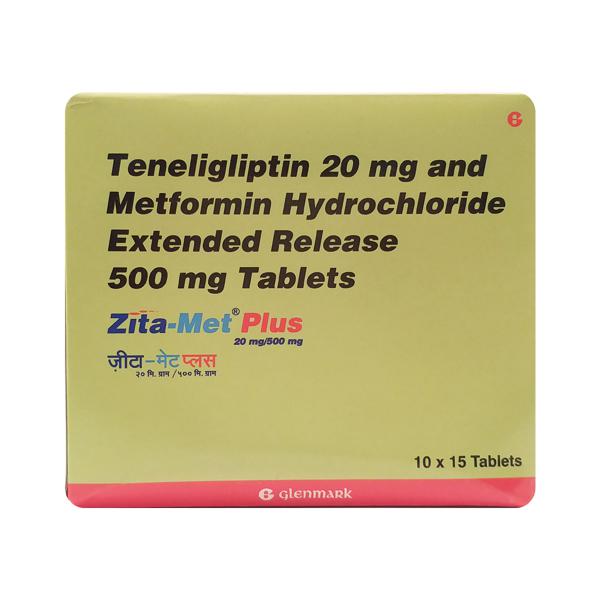 Teneligliptin 20 mg and
Metformin Hydrochloride
Extended Release
500 mg Tablets
Zita-Met® Plus
20 mg/500 mg
ज़ीटा-मेट प्लस
२० मि. ग्राम /५०० मि. ग्राम
10 x 15 Tablets
glenmark